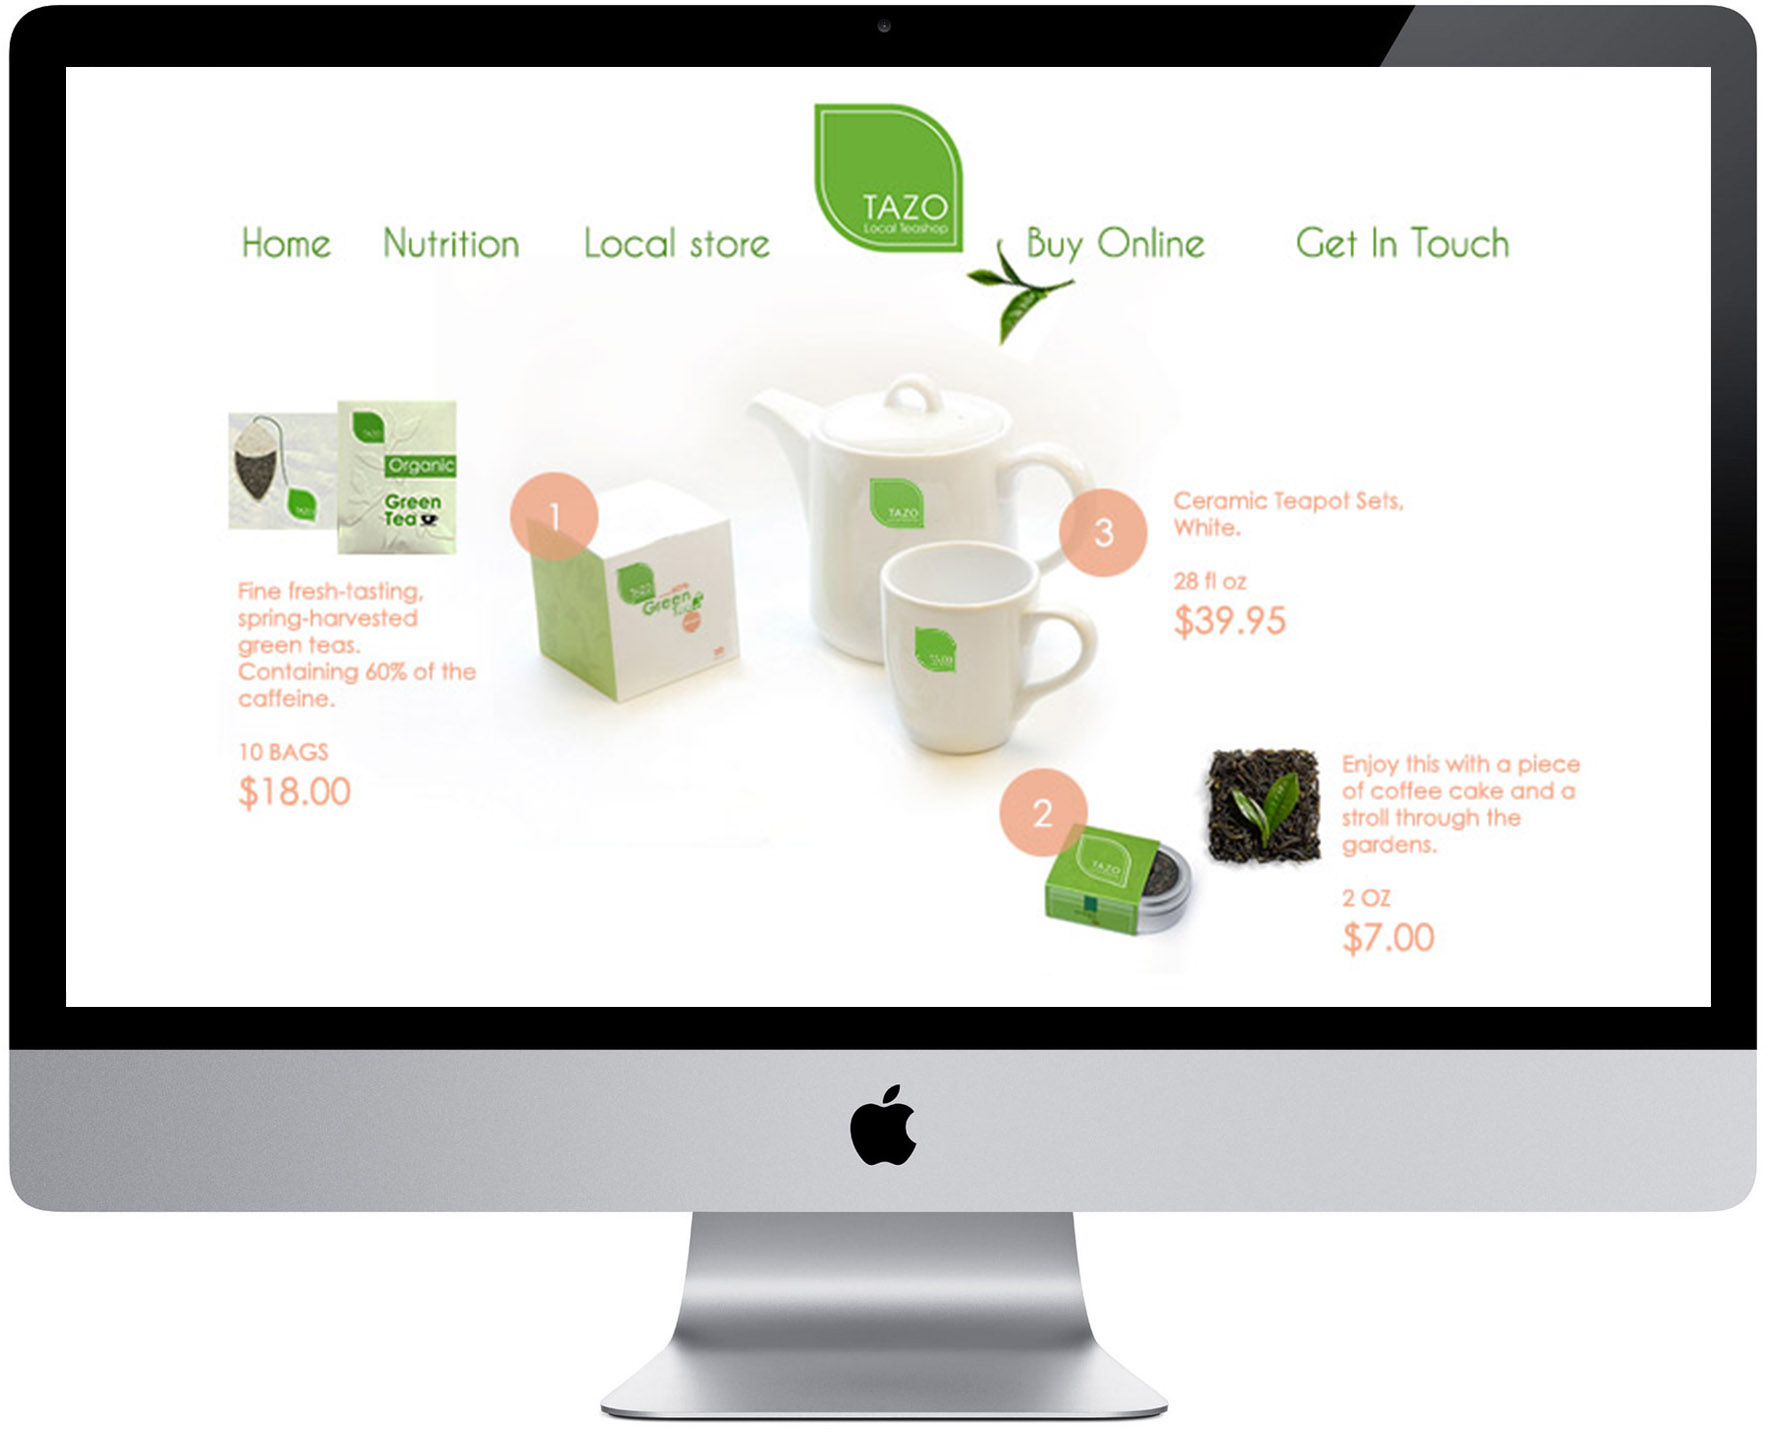 TAZO
Local Teashop
Home
Nutrition
Local store
Buy Online
Get In Touch
TAZO
TAZO
Organic
Green
Tea
1
TAZO
Green
Tea
TAZO
3
Ceramic Teapot Sets,
White.
28 fl oz
$39.95
Fine fresh-tasting,
spring-harvested
green teas.
Containing 60% of the
caffeine.
10 BAGS
$18.00
2
TAZO
Enjoy this with a piece
of coffee cake and a
stroll through the
gardens.
2 OZ
$7.00